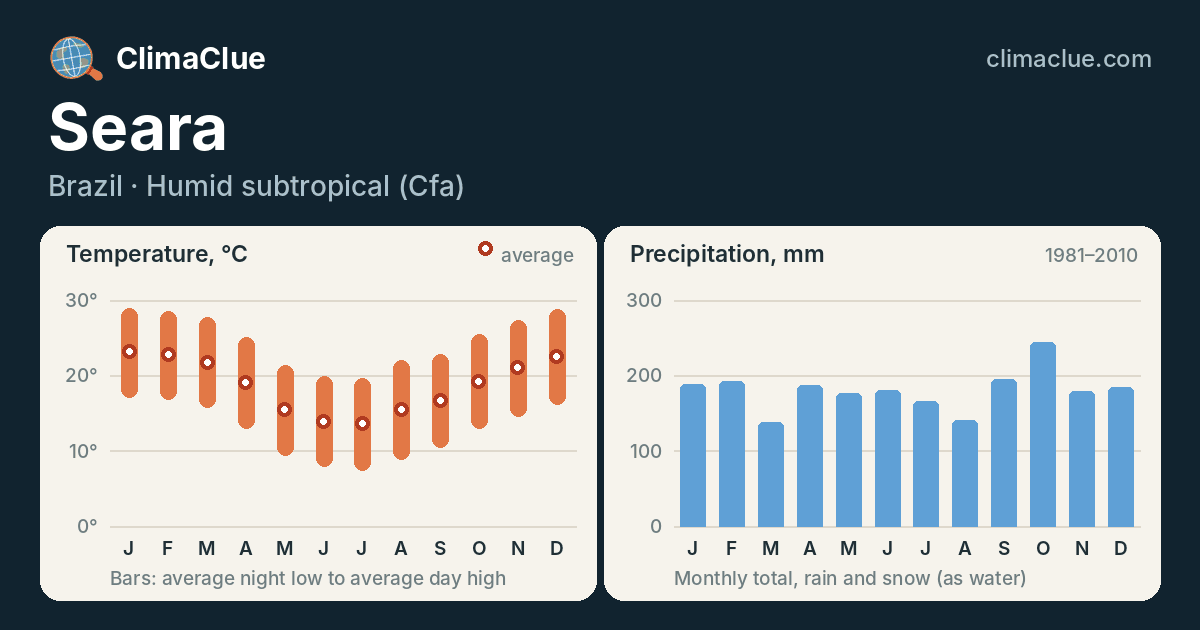 ClimaClue
climaclue.com
Seara
Brazil · Humid subtropical (Cfa)
Temperature, °C
average
30°
20°
10°
0°
J F M A M J J A S O N D
Bars: average night low to average day high
Precipitation, mm
1981–2010
300
200
100
0
J F M A M J J A S O N D
Monthly total, rain and snow (as water)